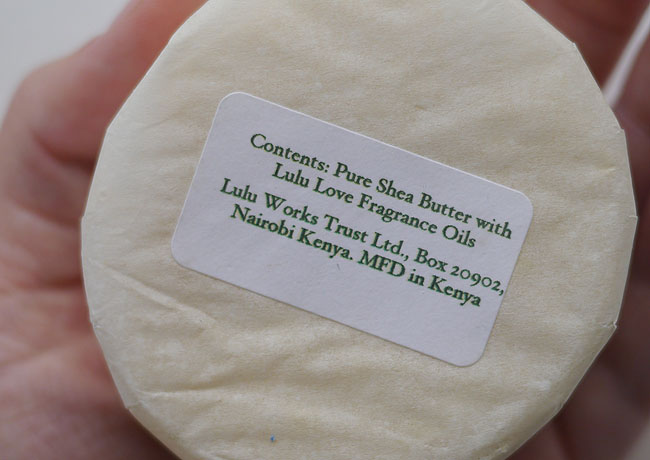 Contents: Pure Shea Butter with
Lulu Love Fragrance Oils
Lulu Works Trust Ltd., Box 20902,
Nairobi Kenya. MFD in Kenya